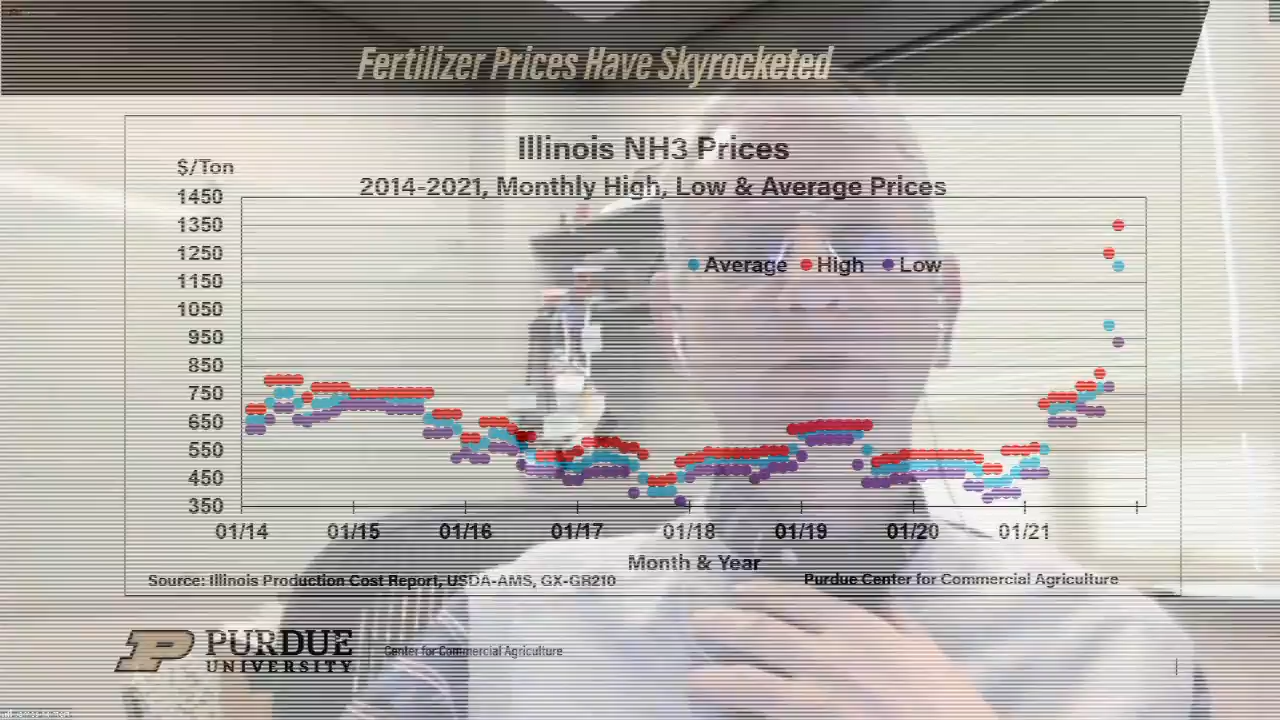 Fertilizer Prices Have Skyrocketed
Illinois NH3 Prices
$/Ton
2014-2021, Monthly High, Low & Average Prices
1450
1350
1250
1150
1050
950
850
750
650
550
450
350
Average High Low
01/14 01/15 01/16 01/17 01/18 01/19 01/20 01/21
Month & Year
Source: Illinois Production Cost Report, USDA-AMS, GX-GR210
Purdue Center for Commercial Agriculture
PURDUE
UNIVERSITY
Center for Commercial Agriculture